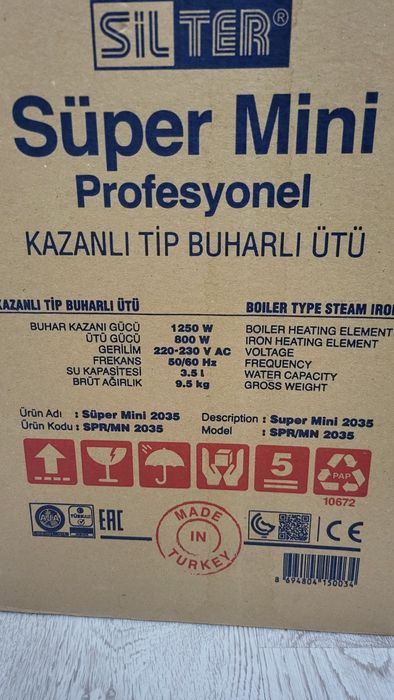 SiLTER®
Süper Mini
Profesyonel
KAZANLI TİP BUHARLI ÜTÜ
KAZANLI TİP BUHARLI ÜTÜ BOILER TYPE STEAM IRON
BUHAR KAZANI GÜCÜ 1250 W BOILER HEATING ELEMENT
ÜTÜ GÜCÜ 800 W IRON HEATING ELEMENT
GERİLİM 220-230 V AC VOLTAGE
FREKANS 50/60 Hz FREQUENCY
SU KAPASİTESİ 3.5 l WATER CAPACITY
BRÜT AĞIRLIK 9.5 kg GROSS WEIGHT
Ürün Adı : Süper Mini 2035 Description : Super Mini 2035
Ürün Kodu : SPR/MN 2035 Model : SPR/MN 2035
5 PAP
10672
EAC MADE IN TURKEY CE
8 694804 150034